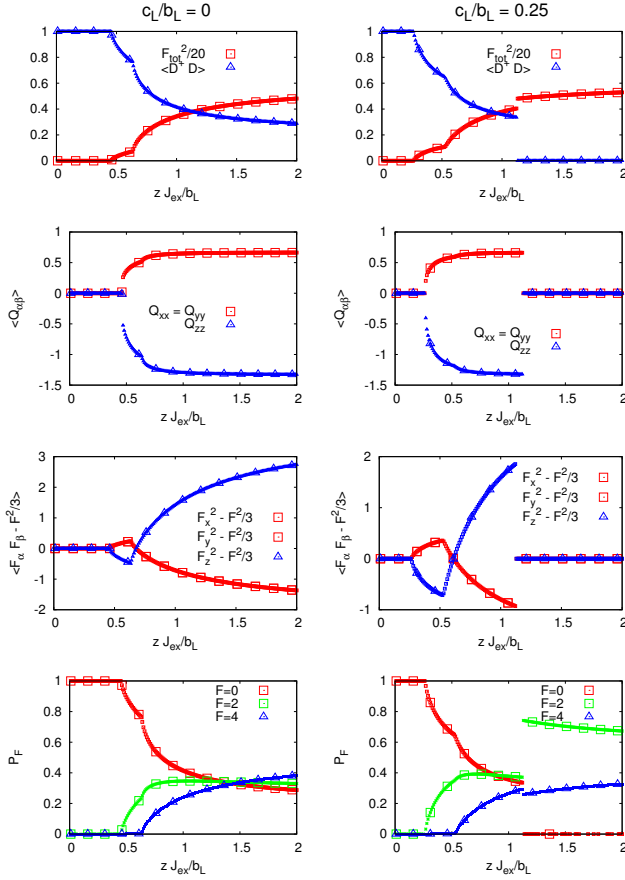 c_L/b_L = 0
c_L/b_L = 0.25
1
0.8
0.6
0.4
0.2
0
F_tot^2/20
<D^+ D>
0 0.5 1 1.5 2
z J_ex/b_L
1
0.8
0.6
0.4
0.2
0
F_tot^2/20
<D^+ D>
0 0.5 1 1.5 2
z J_ex/b_L
<Q_αβ>
1
0.5
0
-0.5
-1
-1.5
Q_xx = Q_yy
Q_zz
0 0.5 1 1.5 2
z J_ex/b_L
<Q_αβ>
1
0.5
0
-0.5
-1
-1.5
Q_xx = Q_yy
Q_zz
0 0.5 1 1.5 2
z J_ex/b_L
<F_α F_β - F^2/3>
3
2
1
0
-1
-2
F_x^2 - F^2/3
F_y^2 - F^2/3
F_z^2 - F^2/3
0 0.5 1 1.5 2
z J_ex/b_L
<F_α F_β - F^2/3>
2
1
0
-1
F_x^2 - F^2/3
F_y^2 - F^2/3
F_z^2 - F^2/3
0 0.5 1 1.5 2
z J_ex/b_L
P_F
1
0.8
0.6
0.4
0.2
0
F=0
F=2
F=4
0 0.5 1 1.5 2
z J_ex/b_L
P_F
1
0.8
0.6
0.4
0.2
0
F=0
F=2
F=4
0 0.5 1 1.5 2
z J_ex/b_L